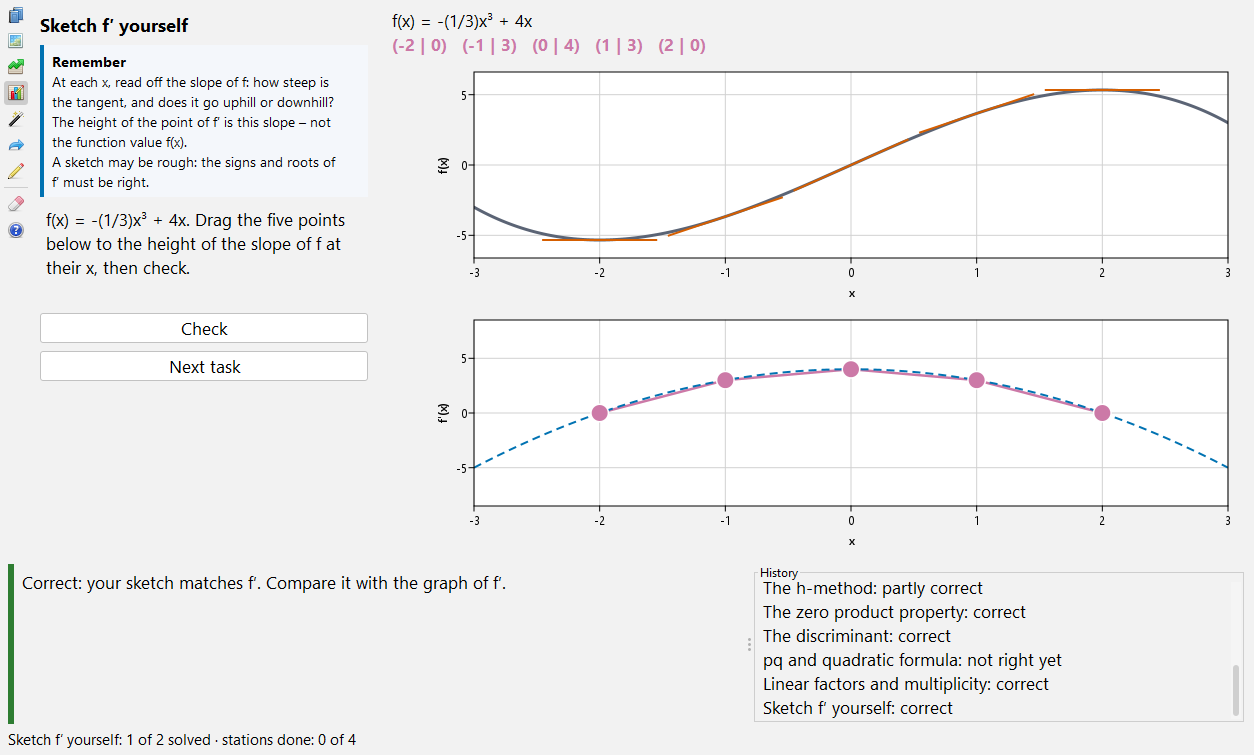 Sketch f′ yourself
Remember
At each x, read off the slope of f: how steep is
the tangent, and does it go uphill or downhill?
The height of the point of f′ is this slope – not
the function value f(x).
A sketch may be rough: the signs and roots of
f′ must be right.
f(x) = -(1/3)x³ + 4x. Drag the five points
below to the height of the slope of f at
their x, then check.
Check
Next task
f(x) = -(1/3)x³ + 4x
(-2 | 0) (-1 | 3) (0 | 4) (1 | 3) (2 | 0)
f(x)
5
0
-5
-3 -2 -1 0 1 2 3
x
f′(x)
5
0
-5
-3 -2 -1 0 1 2 3
x
Correct: your sketch matches f′. Compare it with the graph of f′.
History
The h-method: partly correct
The zero product property: correct
The discriminant: correct
pq and quadratic formula: not right yet
Linear factors and multiplicity: correct
Sketch f′ yourself: correct
Sketch f′ yourself: 1 of 2 solved · stations done: 0 of 4